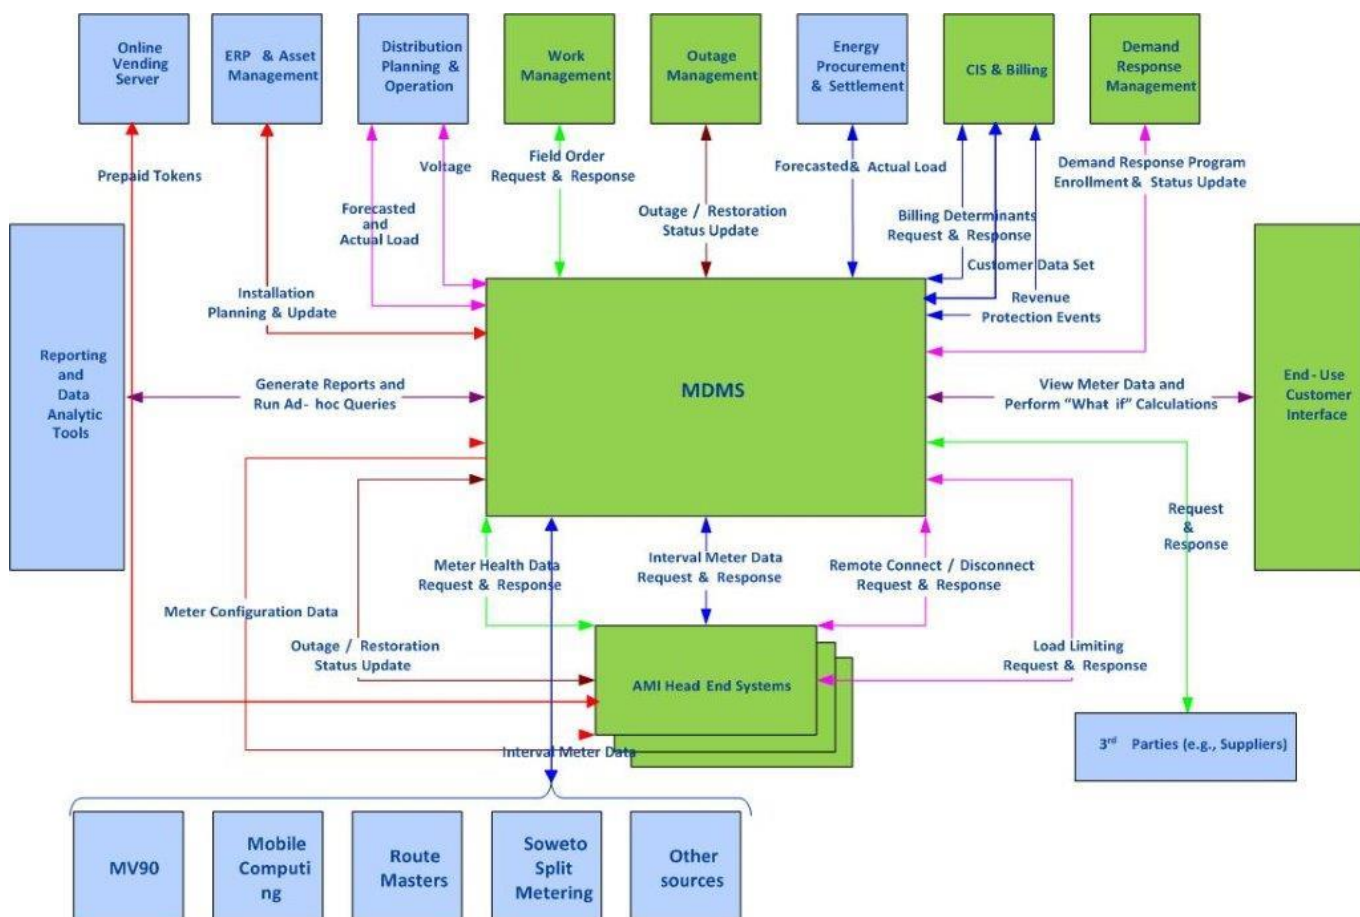 Online
Vending
Server
ERP & Asset
Management
Distribution
Planning &
Operation
Work
Management
Outage
Management
Energy
Procurement
& Settlement
CIS & Billing
Demand
Response
Management
Prepaid Tokens
Voltage
Field Order
Request & Response
Forecasted & Actual Load
Demand Response Program
Enrollment & Status Update
Forecasted
and
Actual Load
Outage / Restoration
Status Update
Billing Determinants
Request & Response
Customer Data Set
Installation
Planning & Update
Revenue
Protection Events
Reporting
and
Data
Analytic
Tools
Generate Reports and
Run Ad-hoc Queries
MDMS
View Meter Data and
Perform "What if" Calculations
End-Use
Customer
Interface
Request
&
Response
Meter Health Data
Request & Response
Interval Meter Data
Request & Response
Remote Connect / Disconnect
Request & Response
Meter Configuration Data
Outage / Restoration
Status Update
Load Limiting
Request & Response
AMI Head End Systems
3rd Parties (e.g., Suppliers)
Interval Meter Data
MV90
Mobile
Computi
ng
Route
Masters
Soweto
Split
Metering
Other
sources